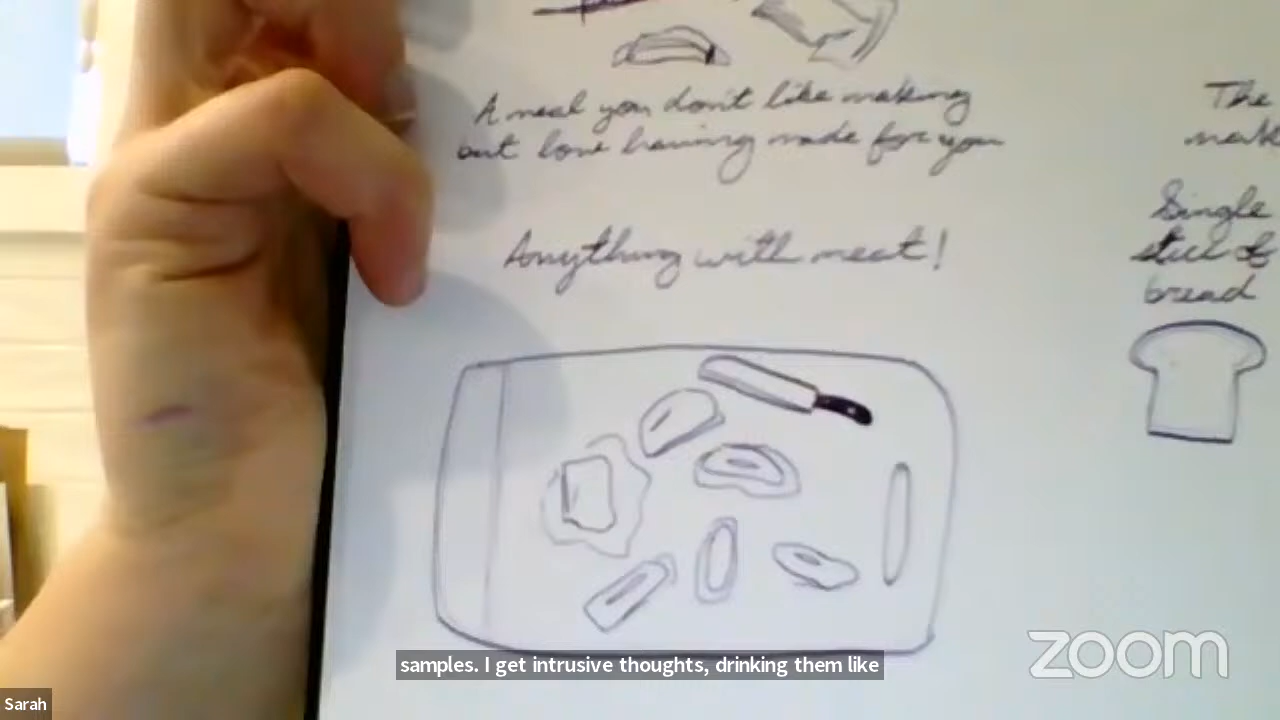 A meal you don't like making
but love having made for you
Anything with meat!
The
mak
Single
slice of
bread
samples. I get intrusive thoughts, drinking them like
zoom
Sarah